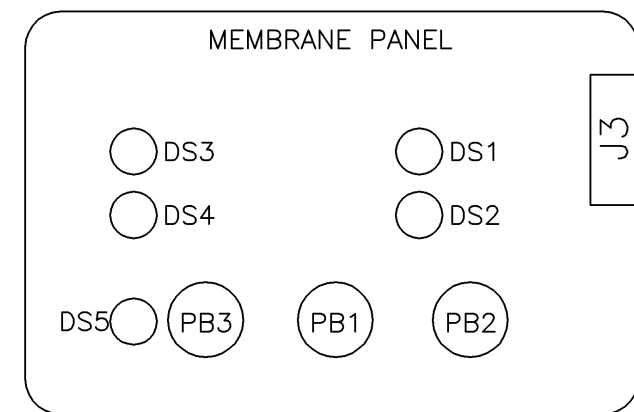 MEMBRANE PANEL
J3
DS3 DS1
DS4 DS2
DS5 PB3 PB1 PB2